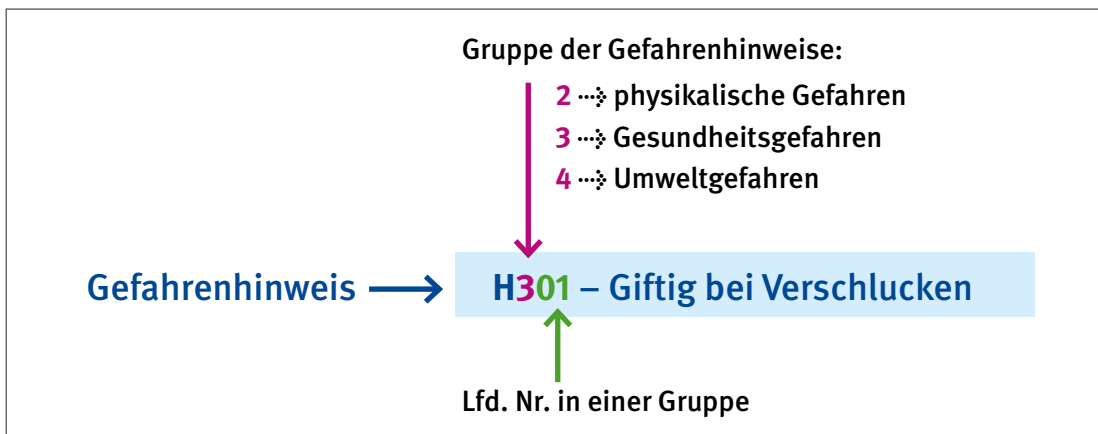 Gruppe der Gefahrenhinweise:
2 ···> physikalische Gefahren
3 ···> Gesundheitsgefahren
4 ···> Umweltgefahren
Gefahrenhinweis → H301 – Giftig bei Verschlucken
Lfd. Nr. in einer Gruppe